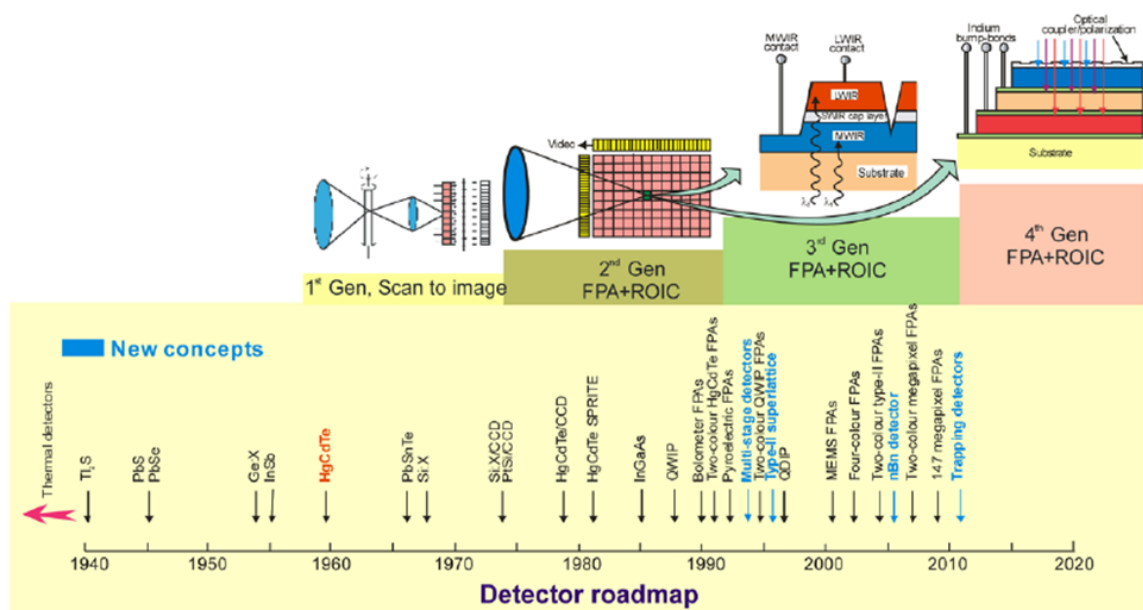 MWIR contact
LWIR contact
LWIR
SWIR cap layer
MWIR
Substrate
Indium bump-bonds
Optical coupler/polarization
Substrate
Video
1st Gen, Scan to image
2nd Gen
FPA+ROIC
3rd Gen
FPA+ROIC
4th Gen
FPA+ROIC
New concepts
Thermal detectors
Tl2S
PbS
PbSe
Ge:X
InSb
HgCdTe
PbSnTe
Si:X
Si:X/CCD
PtSi/CCD
HgCdTe/CCD
HgCdTe SPRITE
InGaAs
QWIP
Bolometer FPAs
Two-colour HgCdTe FPAs
Pyroelectric FPAs
Multi-stage detectors
Two-colour QWIP FPAs
Type-II superlattice
QDIP
MEMS FPAs
Four-colour FPAs
Two-colour type-II FPAs
nBn detector
Two-colour megapixel FPAs
147 megapixel FPAs
Trapping detectors
1940 1950 1960 1970 1980 1990 2000 2010 2020
Detector roadmap